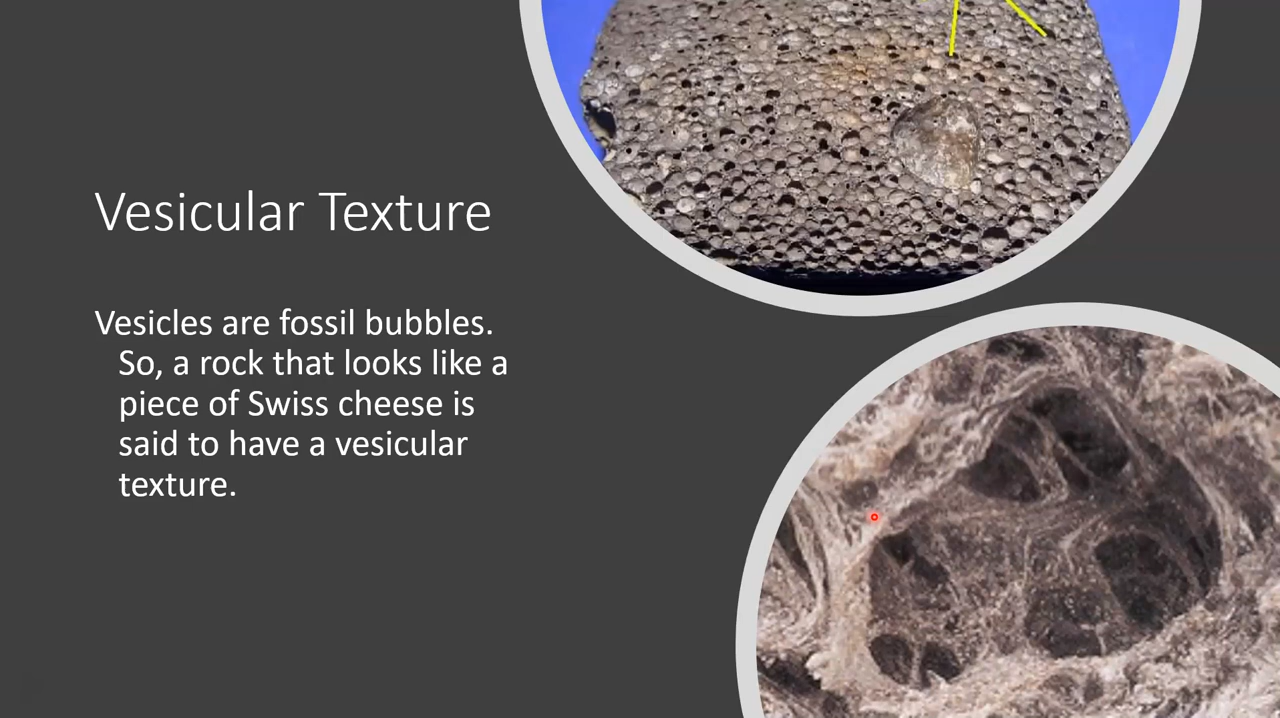 Vesicular Texture
Vesicles are fossil bubbles.
So, a rock that looks like a
piece of Swiss cheese is
said to have a vesicular
texture.